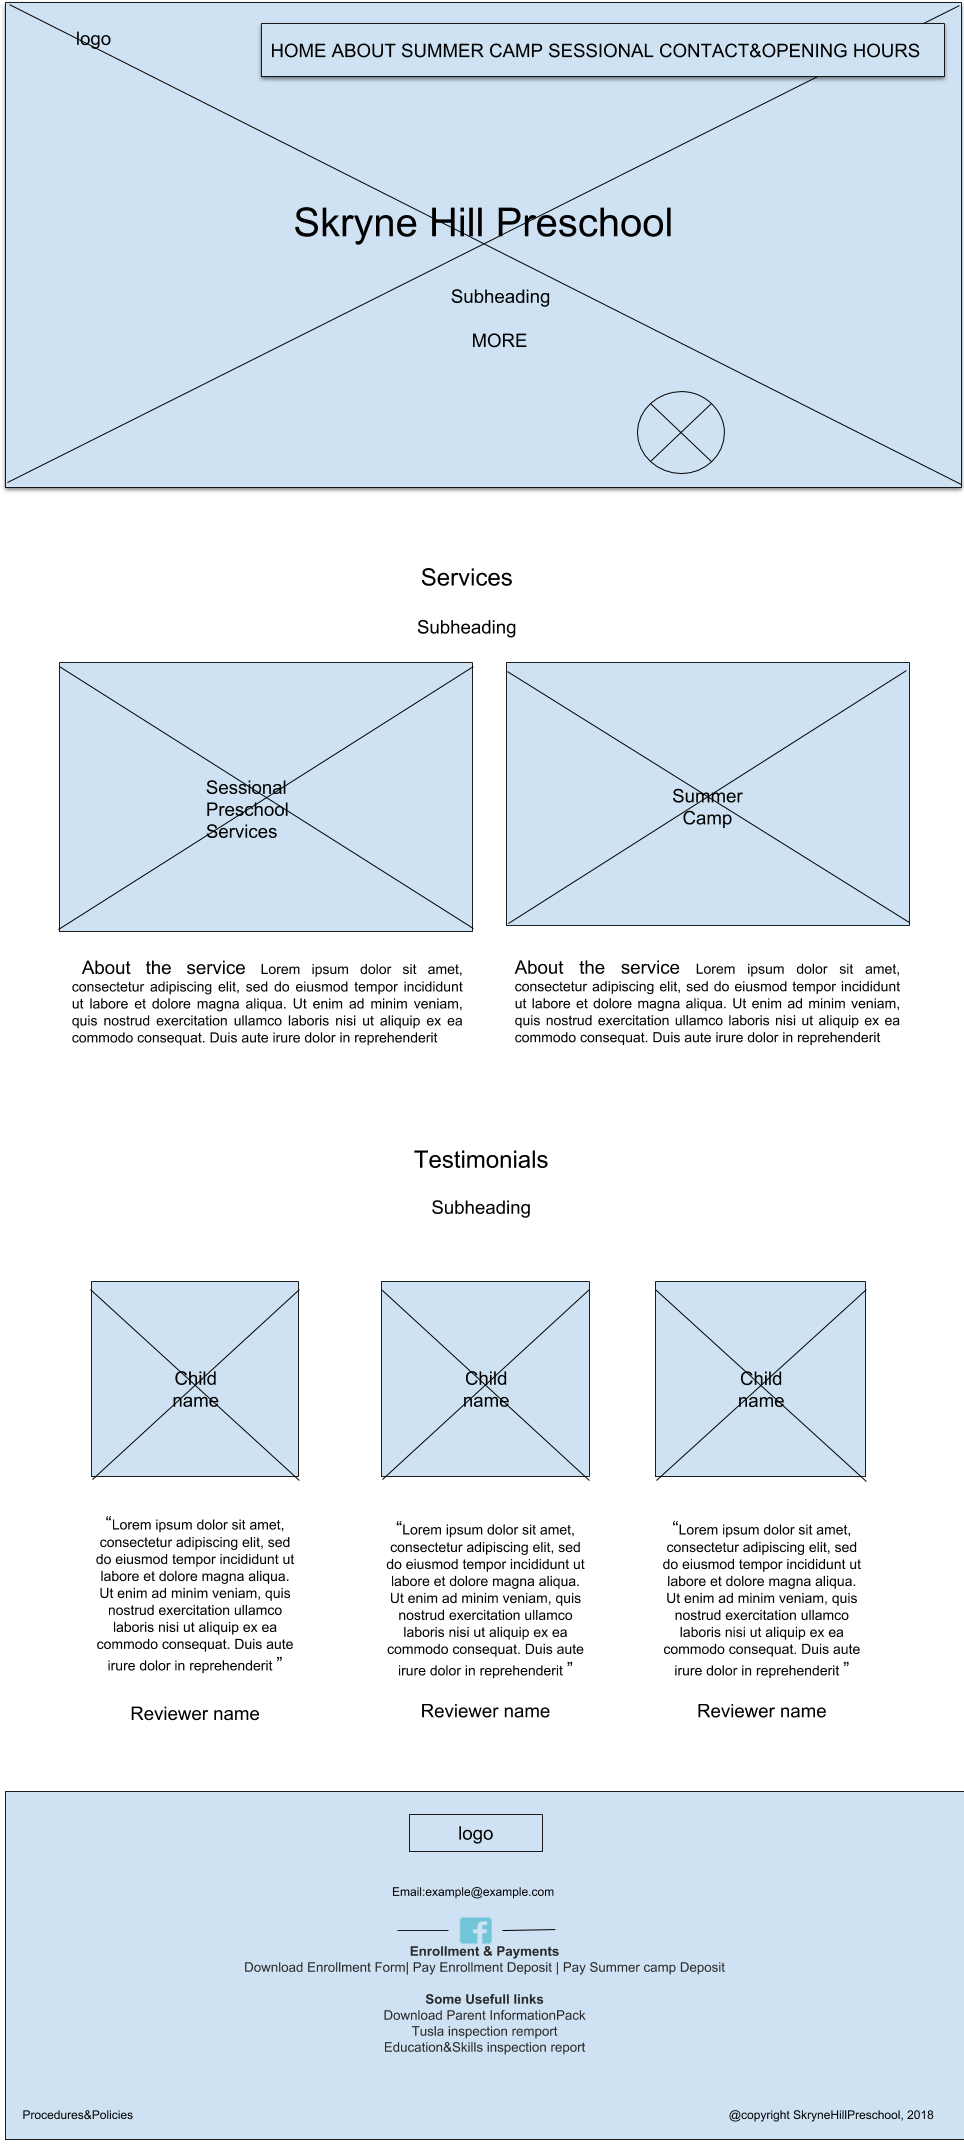 logo
HOME ABOUT SUMMER CAMP SESSIONAL CONTACT&OPENING HOURS
Skryne Hill Preschool
Subheading
MORE
Services
Subheading
Sessional
Preschool
Services
Summer
Camp
About the service Lorem ipsum dolor sit amet,
consectetur adipiscing elit, sed do eiusmod tempor incididunt
ut labore et dolore magna aliqua. Ut enim ad minim veniam,
quis nostrud exercitation ullamco laboris nisi ut aliquip ex ea
commodo consequat. Duis aute irure dolor in reprehenderit
About the service Lorem ipsum dolor sit amet,
consectetur adipiscing elit, sed do eiusmod tempor incididunt
ut labore et dolore magna aliqua. Ut enim ad minim veniam,
quis nostrud exercitation ullamco laboris nisi ut aliquip ex ea
commodo consequat. Duis aute irure dolor in reprehenderit
Testimonials
Subheading
Child
name
Child
name
Child
name
“Lorem ipsum dolor sit amet,
consectetur adipiscing elit, sed
do eiusmod tempor incididunt ut
labore et dolore magna aliqua.
Ut enim ad minim veniam, quis
nostrud exercitation ullamco
laboris nisi ut aliquip ex ea
commodo consequat. Duis aute
irure dolor in reprehenderit ”
Reviewer name
“Lorem ipsum dolor sit amet,
consectetur adipiscing elit, sed
do eiusmod tempor incididunt ut
labore et dolore magna aliqua.
Ut enim ad minim veniam, quis
nostrud exercitation ullamco
laboris nisi ut aliquip ex ea
commodo consequat. Duis aute
irure dolor in reprehenderit ”
Reviewer name
“Lorem ipsum dolor sit amet,
consectetur adipiscing elit, sed
do eiusmod tempor incididunt ut
labore et dolore magna aliqua.
Ut enim ad minim veniam, quis
nostrud exercitation ullamco
laboris nisi ut aliquip ex ea
commodo consequat. Duis aute
irure dolor in reprehenderit ”
Reviewer name
logo
Email:example@example.com
Enrollment & Payments
Download Enrollment Form| Pay Enrollment Deposit | Pay Summer camp Deposit
Some Usefull links
Download Parent InformationPack
Tusla inspection remport
Education&Skills inspection report
Procedures&Policies
@copyright SkryneHillPreschool, 2018